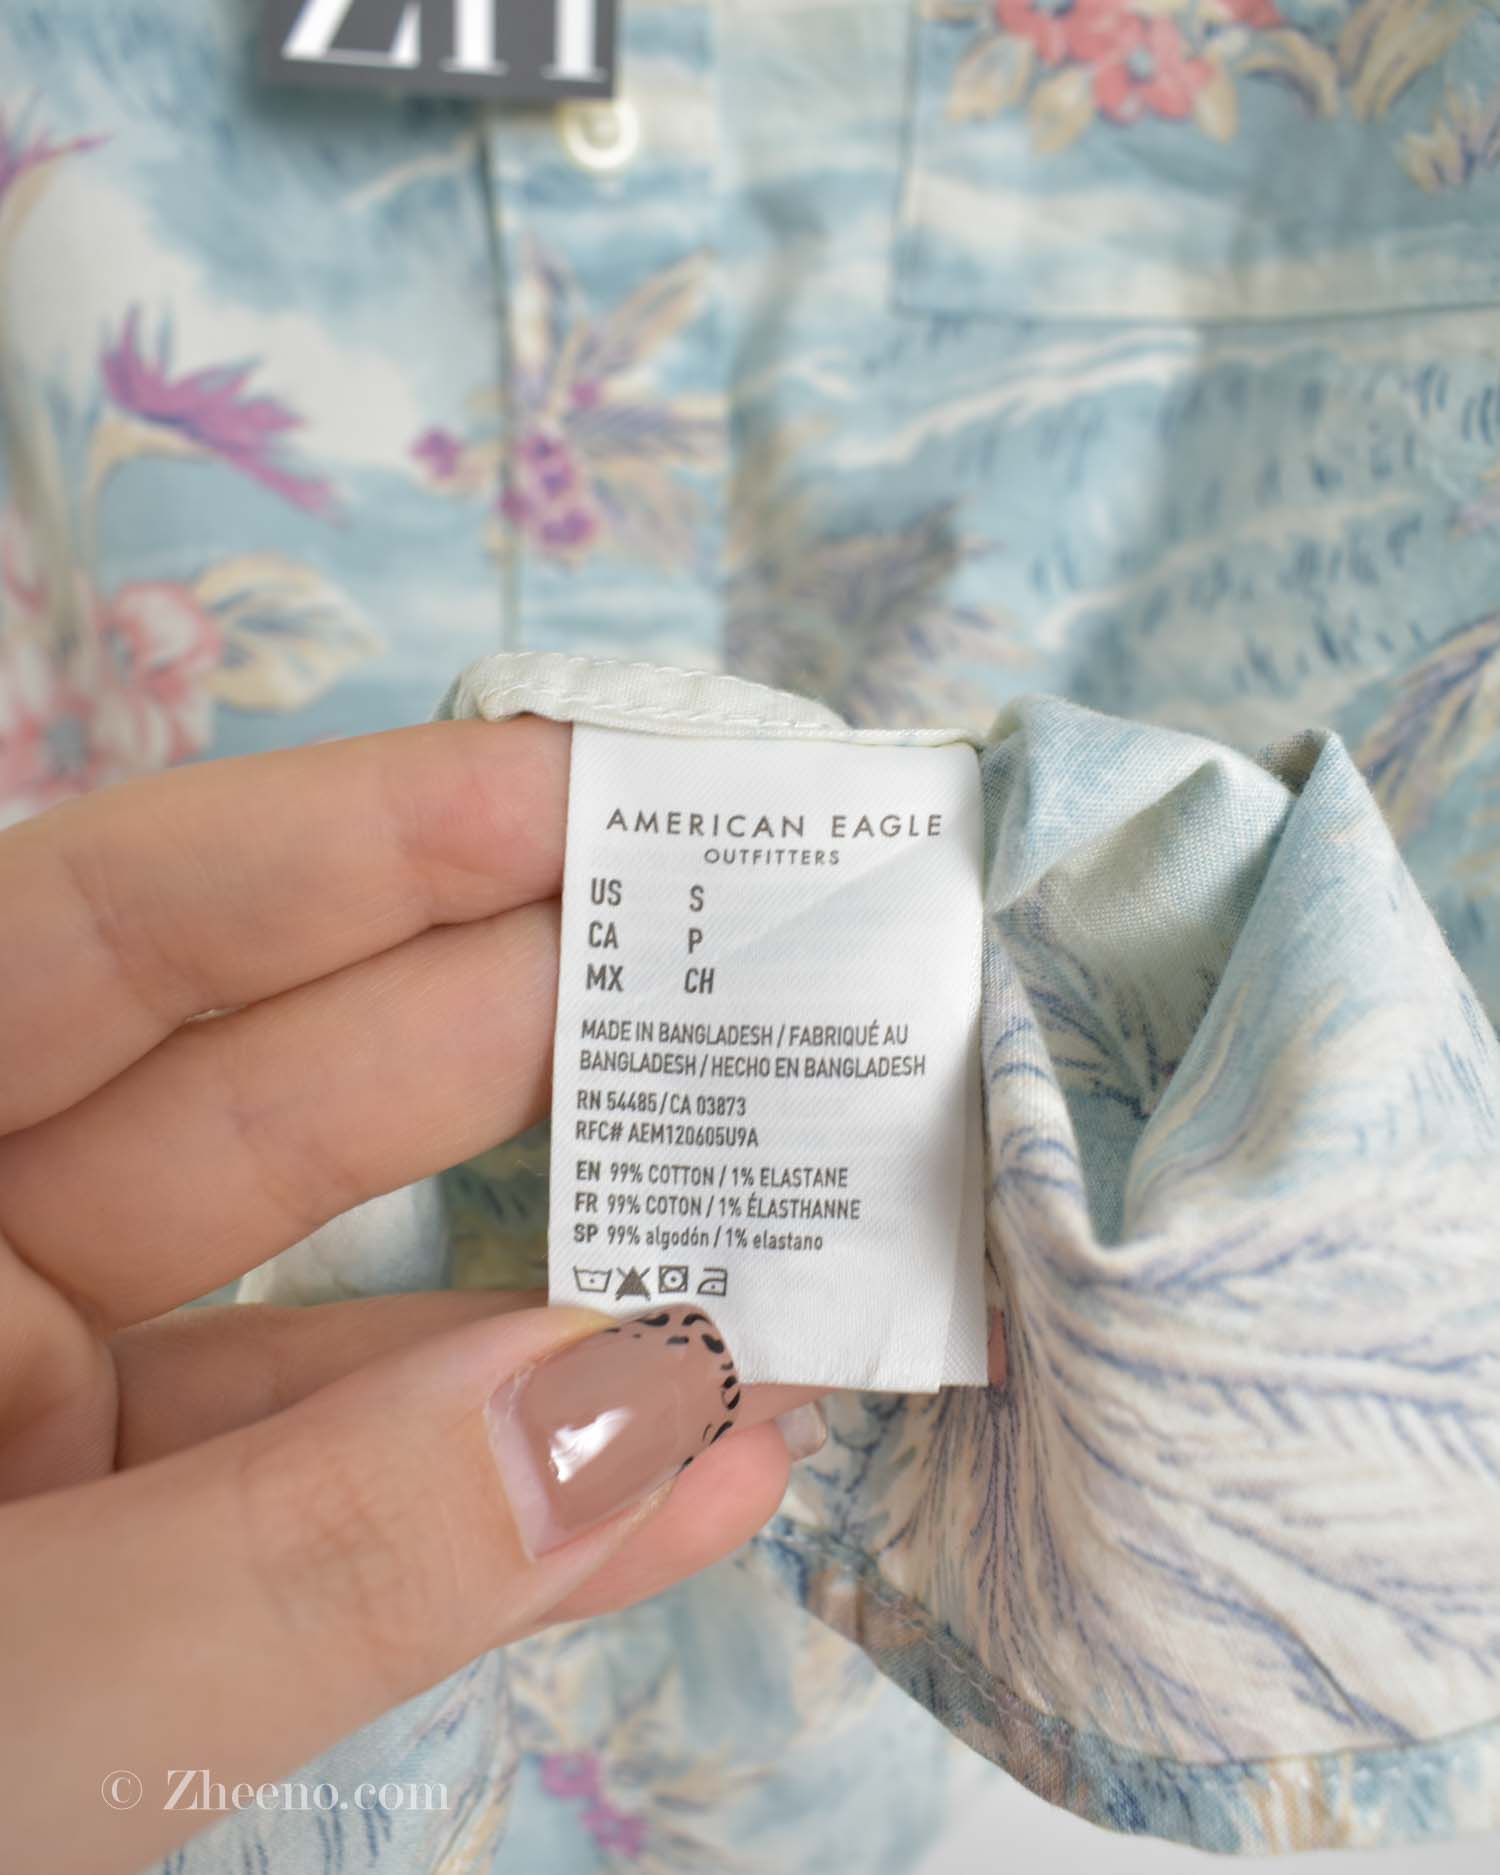 ZH
AMERICAN EAGLE
OUTFITTERS
US S
CA P
MX CH
MADE IN BANGLADESH / FABRIQUÉ AU
BANGLADESH / HECHO EN BANGLADESH
RN 54485 / CA 03873
RFC# AEM120605U9A
EN 99% COTTON / 1% ELASTANE
FR 99% COTON / 1% ÉLASTHANNE
SP 99% algodón / 1% elastano
© Zheeno.com